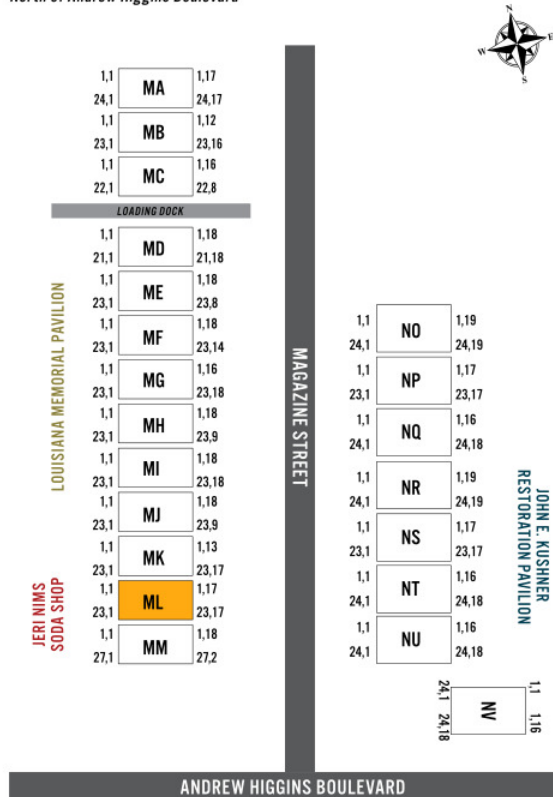 North of Andrew Higgins Boulevard
N
W E
S
1,1 MA 1,17
24,1 24,17
1,1 MB 1,12
23,1 23,16
1,1 MC 1,16
22,1 22,8
LOADING DOCK
1,1 MD 1,18
21,1 21,18
1,1 ME 1,18
23,1 23,8
1,1 MF 1,18
23,1 23,14
1,1 MG 1,16
23,1 23,18
1,1 MH 1,18
23,1 23,9
1,1 MI 1,18
23,1 23,18
1,1 MJ 1,18
23,1 23,9
1,1 MK 1,13
23,1 23,17
1,1 ML 1,17
23,1 23,17
1,1 MM 1,18
27,1 27,2
LOUISIANA MEMORIAL PAVILION
JERI NIMS
SODA SHOP
MAGAZINE STREET
1,1 NO 1,19
24,1 24,19
1,1 NP 1,17
23,1 23,17
1,1 NQ 1,16
24,1 24,18
1,1 NR 1,19
24,1 24,19
1,1 NS 1,17
23,1 23,17
1,1 NT 1,16
24,1 24,18
1,1 NU 1,16
24,1 24,18
JOHN E. KUSHNER
RESTORATION PAVILION
1,1 NV 1,16
24,1 24,18
ANDREW HIGGINS BOULEVARD